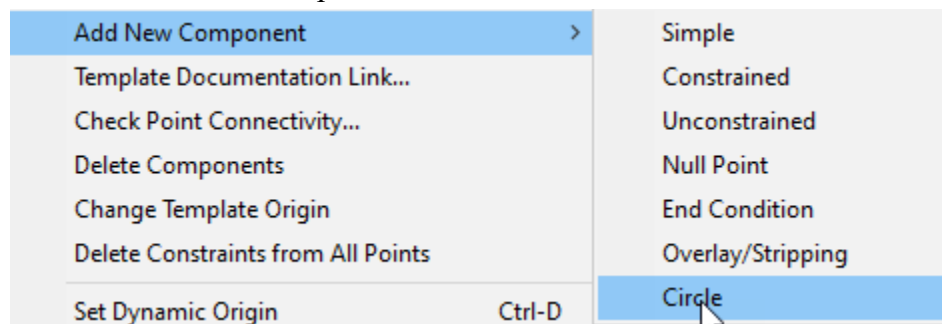 Add New Component >
Template Documentation Link...
Check Point Connectivity...
Delete Components
Change Template Origin
Delete Constraints from All Points
Set Dynamic Origin Ctrl-D
Simple
Constrained
Unconstrained
Null Point
End Condition
Overlay/Stripping
Circle